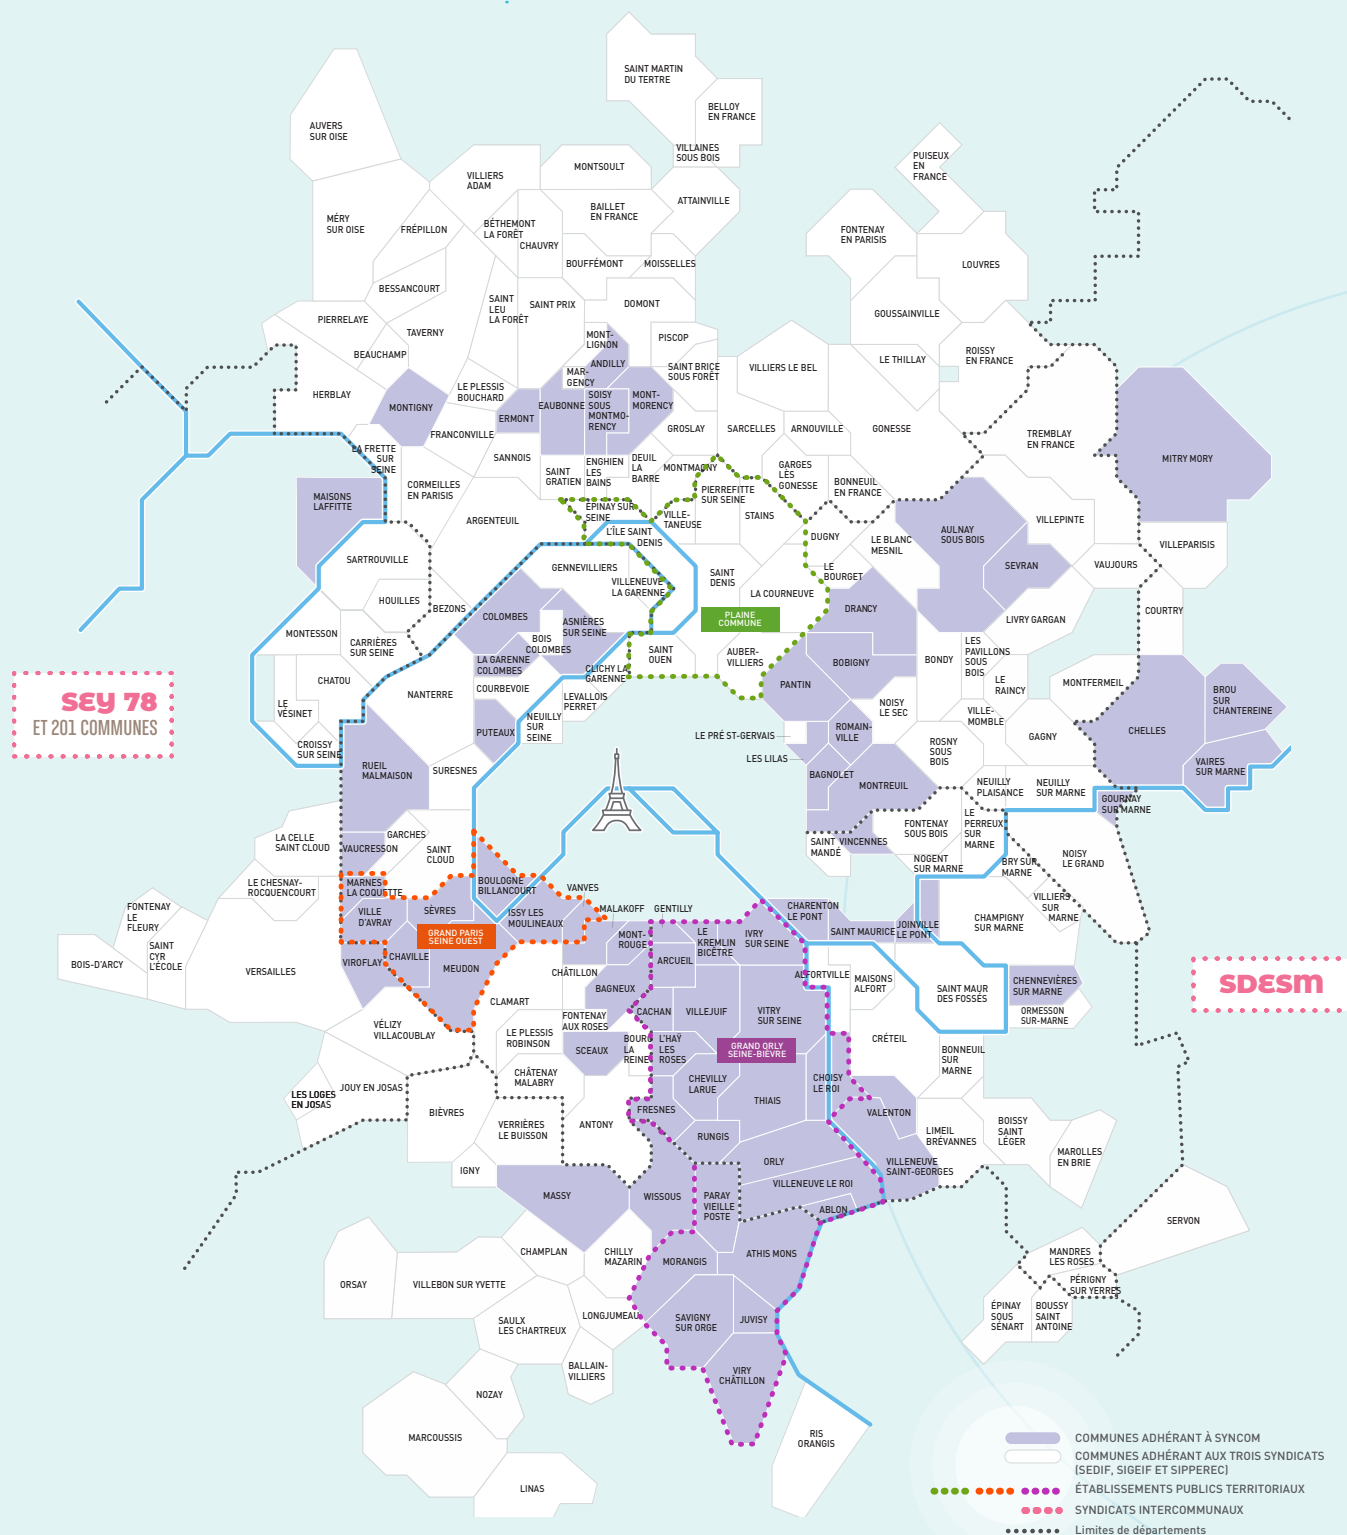 SAINT MARTIN
DU TERTRE
BELLOY
EN FRANCE
AUVERS
SUR OISE
VILLAINES
SOUS BOIS
MONTSOULT
PUISEUX
EN
FRANCE
VILLIERS
ADAM
ATTAINVILLE
BAILLET
EN FRANCE
MÉRY
SUR OISE
FRÉPILLON
BÉTHEMONT
LA FORÊT
CHAUVRY
FONTENAY
EN PARISIS
BOUFFÉMONT
MOISSELLES
LOUVRES
BESSANCOURT
SAINT
LEU
LA FORÊT
SAINT PRIX
DOMONT
GOUSSAINVILLE
PIERRELAYE
TAVERNY
MONT-
LIGNON
PISCOP
BEAUCHAMP
ANDILLY
MAR-
GENCY
SAINT BRICE
SOUS FORÊT
VILLIERS LE BEL
LE THILLAY
ROISSY
EN FRANCE
HERBLAY
LE PLESSIS
BOUCHARD
MONTIGNY
ERMONT
EAUBONNE
SOISY
SOUS
MONTMO-
RENCY
MONT-
MORENCY
FRANCONVILLE
GROSLAY
SARCELLES
ARNOUVILLE
GONESSE
TREMBLAY
EN FRANCE
MITRY MORY
LA FRETTE
SUR
SEINE
SANNOIS
SAINT
GRATIEN
ENGHIEN
LES
BAINS
DEUIL
LA
BARRE
MONTMAGNY
GARGES
LÈS
GONESSE
BONNEUIL
EN FRANCE
MAISONS
LAFFITTE
CORMEILLES
EN PARISIS
ARGENTEUIL
EPINAY SUR
SEINE
PIERREFITTE
SUR SEINE
VILLE-
TANEUSE
STAINS
L'ÎLE SAINT
DENIS
DUGNY
LE BLANC
MESNIL
AULNAY
SOUS BOIS
VILLEPINTE
VILLEPARISIS
SARTROUVILLE
GENNEVILLIERS
VILLENEUVE
LA GARENNE
SAINT
DENIS
LE
BOURGET
SEVRAN
VAUJOURS
HOUILLES
BEZONS
LA COURNEUVE
DRANCY
LIVRY GARGAN
COURTRY
COLOMBES
ASNIÈRES
SUR SEINE
PLAINE
COMMUNE
MONTESSON
CARRIÈRES
SUR SEINE
BOIS
COLOMBES
SAINT
OUEN
AUBER-
VILLIERS
BOBIGNY
BONDY
LES
PAVILLONS
SOUS
BOIS
LA GARENNE
COLOMBES
CLICHY LA
GARENNE
CHATOU
NANTERRE
COURBEVOIE
LEVALLOIS
PERRET
PANTIN
NOISY
LE SEC
LE
RAINCY
MONTFERMEIL
BROU
SUR
CHANTEREINE
SEY 78
ET 201 COMMUNES
LE
VÉSINET
CROISSY
SUR SEINE
PUTEAUX
NEUILLY
SUR
SEINE
LE PRÉ ST-GERVAIS
LES LILAS
ROMAIN-
VILLE
VILLE-
MOMBLE
GAGNY
CHELLES
ROSNY
SOUS
BOIS
RUEIL
MALMAISON
SURESNES
BAGNOLET
MONTREUIL
NEUILLY
PLAISANCE
NEUILLY
SUR MARNE
VAIRES
SUR MARNE
GOURNAY
SUR MARNE
LA CELLE
SAINT CLOUD
VAUCRESSON
GARCHES
SAINT
CLOUD
SAINT
MANDÉ
VINCENNES
FONTENAY
SOUS BOIS
LE
PERREUX
SUR
MARNE
NOGENT
SUR MARNE
BRY SUR
MARNE
NOISY
LE GRAND
LE CHESNAY-
ROCQUENCOURT
MARNES
LA COQUETTE
BOULOGNE
BILLANCOURT
VANVES
MALAKOFF
GENTILLY
CHARENTON
LE PONT
SAINT MAURICE
JOINVILLE
LE PONT
CHAMPIGNY
SUR MARNE
VILLIERS
SUR
MARNE
FONTENAY
LE
FLEURY
VILLE
D'AVRAY
SÈVRES
ISSY LES
MOULINEAUX
GRAND PARIS
SEINE OUEST
MONT-
ROUGE
LE
KREMLIN
BICÊTRE
IVRY
SUR SEINE
BOIS-D'ARCY
SAINT
CYR
L'ÉCOLE
VERSAILLES
VIROFLAY
CHAVILLE
MEUDON
CHÂTILLON
ARCUEIL
ALFORTVILLE
MAISONS
ALFORT
SAINT MAUR
DES FOSSÉS
CHENNEVIÈRES
SUR MARNE
SDESM
CLAMART
BAGNEUX
CACHAN
VILLEJUIF
VITRY
SUR SEINE
ORMESSON
SUR-MARNE
VÉLIZY
VILLACOUBLAY
FONTENAY
AUX ROSES
LE PLESSIS
ROBINSON
SCEAUX
BOURG
LA
REINE
L'HAŸ
LES
ROSES
GRAND ORLY
SEINE-BIÈVRE
CRÉTEIL
BONNEUIL
SUR
MARNE
JOUY EN JOSAS
LES LOGES
EN JOSAS
CHÂTENAY
MALABRY
CHEVILLY
LARUE
CHOISY
LE ROI
THIAIS
VALENTON
BIÈVRES
VERRIÈRES
LE BUISSON
ANTONY
FRESNES
RUNGIS
LIMEIL
BRÉVANNES
BOISSY
SAINT
LÉGER
MAROLLES
EN BRIE
IGNY
ORLY
VILLENEUVE
SAINT-GEORGES
MASSY
WISSOUS
PARAY
VIEILLE
POSTE
VILLENEUVE LE ROI
ABLON
SERVON
CHAMPLAN
CHILLY
MAZARIN
MORANGIS
ATHIS MONS
MANDRES
LES ROSES
ORSAY
VILLEBON SUR YVETTE
PÉRIGNY
SUR YERRES
SAULX
LES CHARTREUX
LONGJUMEAU
SAVIGNY
SUR ORGE
JUVISY
ÉPINAY
SOUS
SÉNART
BOUSSY
SAINT
ANTOINE
BALLAIN-
VILLIERS
VIRY
CHÂTILLON
NOZAY
MARCOUSSIS
RIS
ORANGIS
LINAS
COMMUNES ADHÉRANT À SYNCOM
COMMUNES ADHÉRANT AUX TROIS SYNDICATS
(SEDIF, SIGEIF ET SIPPEREC)
ÉTABLISSEMENTS PUBLICS TERRITORIAUX
SYNDICATS INTERCOMMUNAUX
Limites de départements